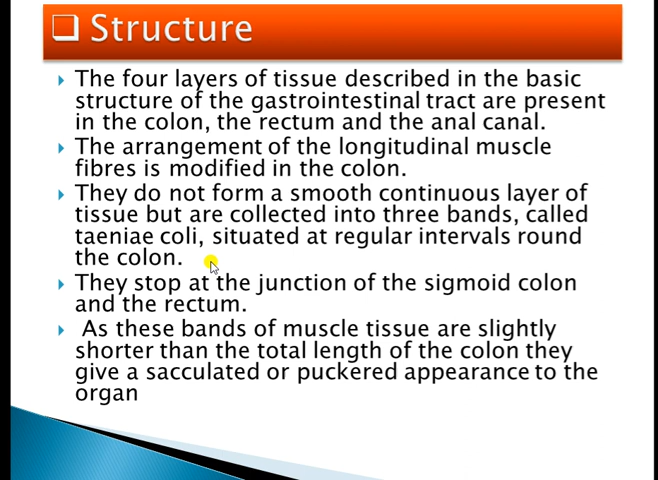 Structure
The four layers of tissue described in the basic
structure of the gastrointestinal tract are present
in the colon, the rectum and the anal canal.
The arrangement of the longitudinal muscle
fibres is modified in the colon.
They do not form a smooth continuous layer of
tissue but are collected into three bands, called
taeniae coli, situated at regular intervals round
the colon.
They stop at the junction of the sigmoid colon
and the rectum.
As these bands of muscle tissue are slightly
shorter than the total length of the colon they
give a sacculated or puckered appearance to the
organ